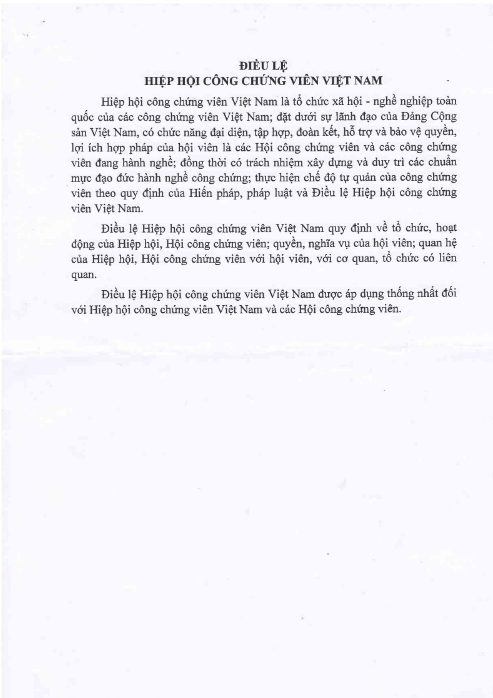 ĐIỀU LỆ
HIỆP HỘI CÔNG CHỨNG VIÊN VIỆT NAM
Hiệp hội công chứng viên Việt Nam là tổ chức xã hội - nghề nghiệp toàn
quốc của các công chứng viên Việt Nam; đặt dưới sự lãnh đạo của Đảng Cộng
sản Việt Nam, có chức năng đại diện, tập hợp, đoàn kết, hỗ trợ và bảo vệ quyền,
lợi ích hợp pháp của hội viên là các Hội công chứng viên và các công chứng
viên đang hành nghề; đồng thời có trách nhiệm xây dựng và duy trì các chuẩn
mực đạo đức hành nghề công chứng; thực hiện chế độ tự quản của công chứng
viên theo quy định của Hiến pháp, pháp luật và Điều lệ Hiệp hội công chứng
viên Việt Nam.
Điều lệ Hiệp hội công chứng viên Việt Nam quy định về tổ chức, hoạt
động của Hiệp hội, Hội công chứng viên; quyền, nghĩa vụ của hội viên; quan hệ
của Hiệp hội, Hội công chứng viên với hội viên, với cơ quan, tổ chức có liên
quan.
Điều lệ Hiệp hội công chứng viên Việt Nam được áp dụng thống nhất đối
với Hiệp hội công chứng viên Việt Nam và các Hội công chứng viên.